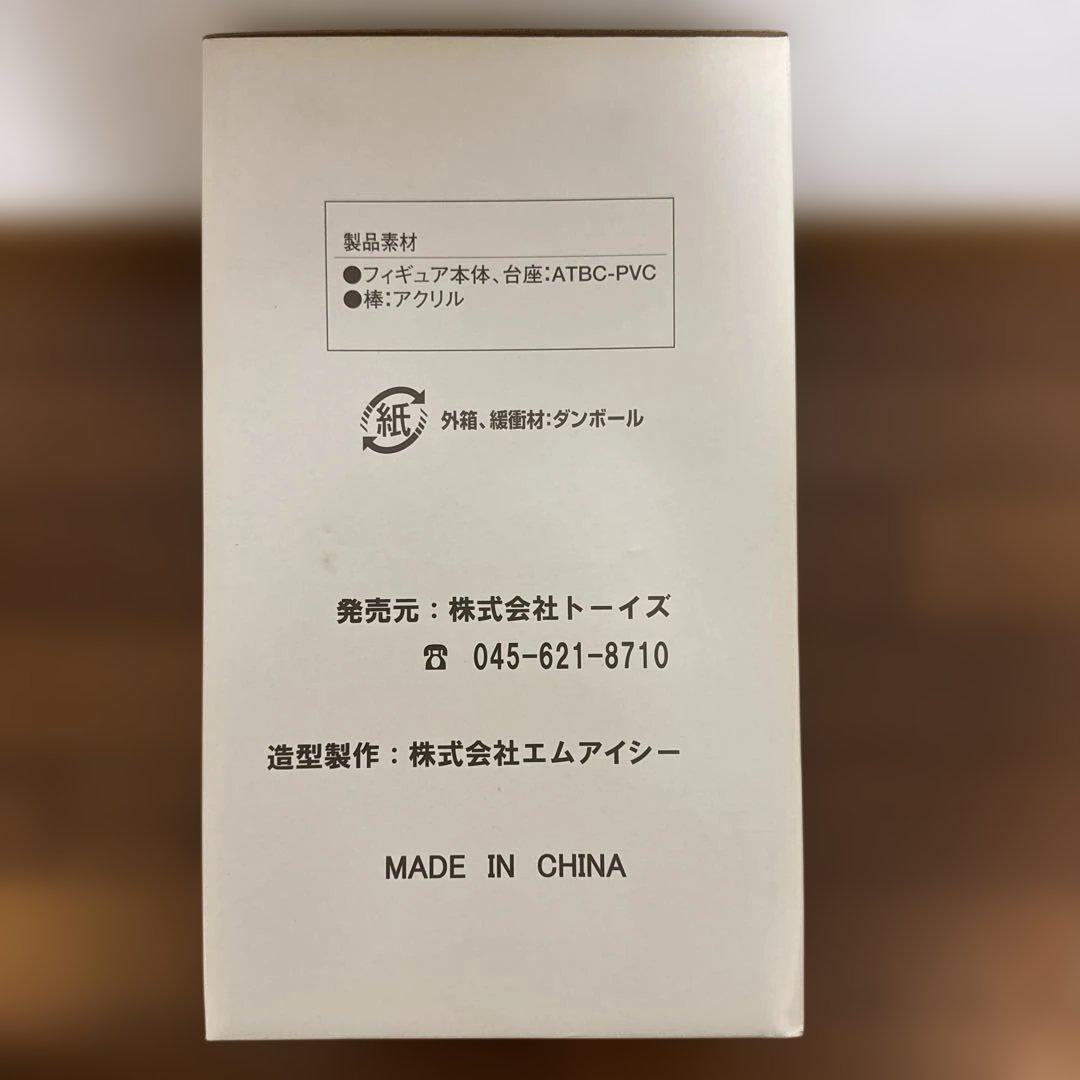 製品素材
●フィギュア本体、台座：ATBC-PVC
●棒：アクリル
紙
外箱、緩衝材：ダンボール
発売元：株式会社トーイズ
☎ 045-621-8710
造型製作：株式会社エムアイシー
MADE IN CHINA